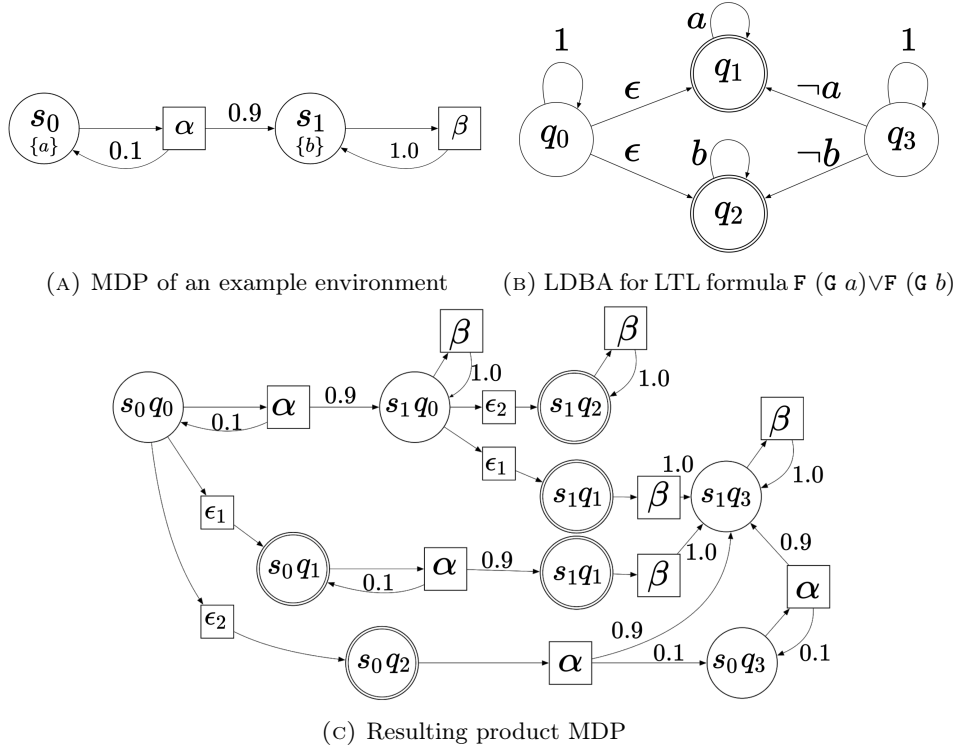 s₀ {a} α 0.9 0.1 s₁ {b} β 1.0
1 q₀ ϵ ϵ a q₁ b q₂ ¬a ¬b 1 q₃
(A) MDP of an example environment
(B) LDBA for LTL formula F (G a)∨F (G b)
s₀q₀ α 0.1 0.9 s₁q₀ β 1.0 ϵ₂ s₁q₂ β 1.0
ϵ₁ s₁q₁ β 1.0 s₁q₃ β 1.0
ϵ₁ s₀q₁ α 0.1 0.9 s₁q₁ β 1.0
ϵ₂ s₀q₂ α 0.9 0.1 s₀q₃ α 0.9 0.1
(C) Resulting product MDP